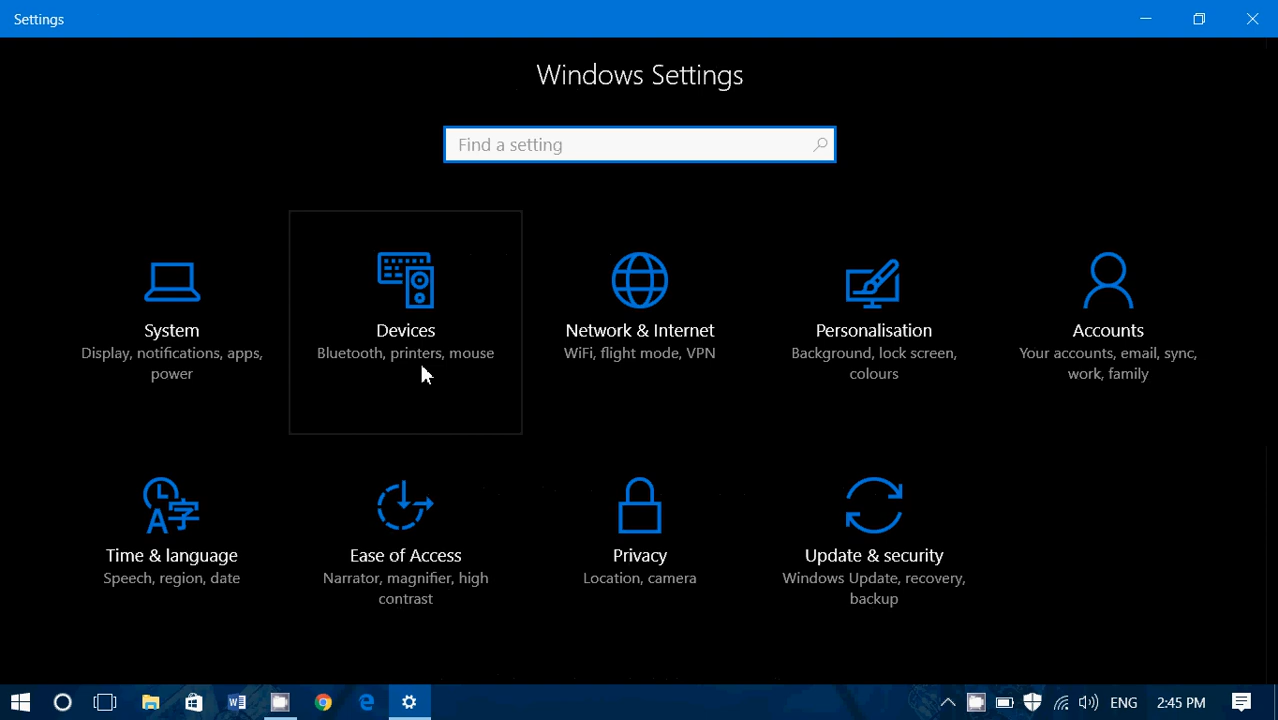 Settings
Windows Settings
Find a setting
System
Display, notifications, apps,
power
Devices
Bluetooth, printers, mouse
Network & Internet
WiFi, flight mode, VPN
Personalisation
Background, lock screen,
colours
Accounts
Your accounts, email, sync,
work, family
Time & language
Speech, region, date
Ease of Access
Narrator, magnifier, high
contrast
Privacy
Location, camera
Update & security
Windows Update, recovery,
backup
ENG
2:45 PM